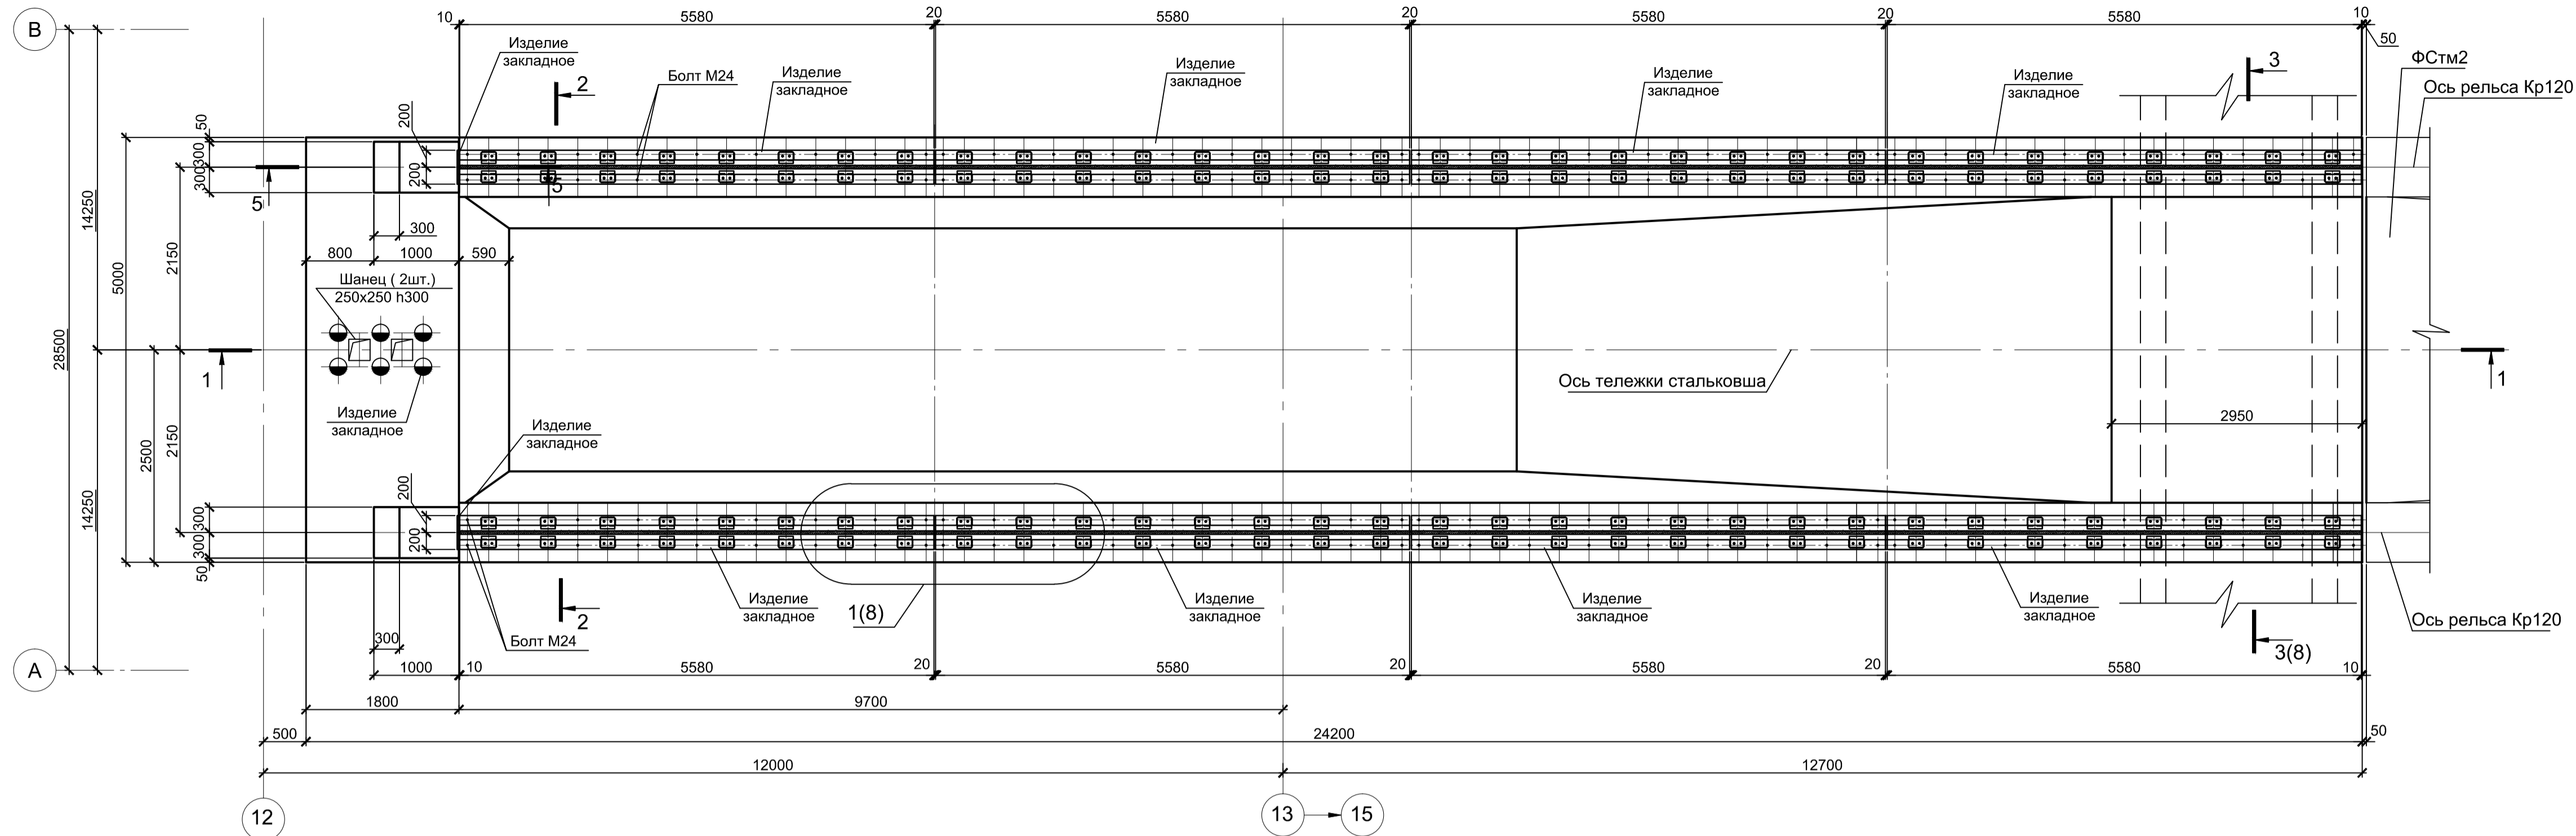 10
5580
20
5580
20
5580
20
5580
10
50
В
Изделие
закладное
2
Болт М24
Изделие
закладное
Изделие
закладное
Изделие
закладное
Изделие
закладное
3
ФСтм2
Ось рельса Кр120
50
200
300
300
200
5
5
14250
2150
5000
300
800
1000
590
Шанец ( 2шт.)
250х250 h300
28500
1
1
Ось тележки стальковша
Изделие
закладное
Изделие
закладное
2950
2500
2150
14250
200
300
300
200
50
Изделие
закладное
2
Болт М24
1(8)
Изделие
закладное
Изделие
закладное
Изделие
закладное
3(8)
Ось рельса Кр120
300
А
1000
10
5580
20
5580
20
5580
20
5580
10
1800
9700
500
24200
50
12000
12700
12
13
15